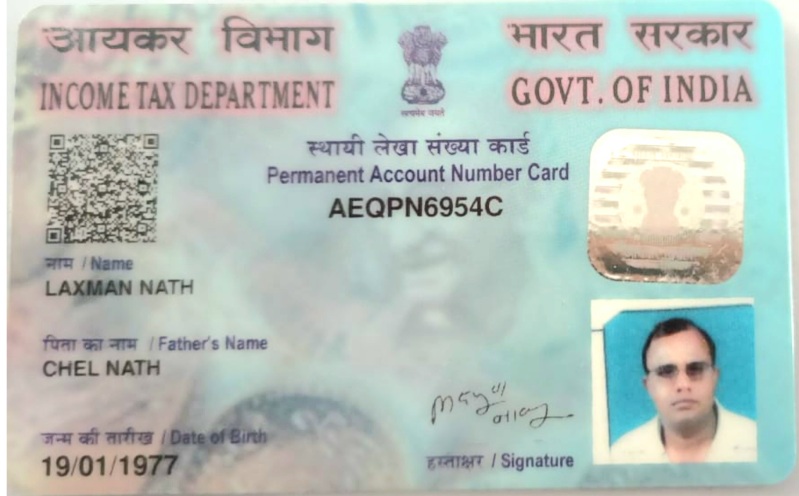 आयकर विभाग
INCOME TAX DEPARTMENT
भारत सरकार
GOVT. OF INDIA
सत्यमेव जयते
स्थायी लेखा संख्या कार्ड
Permanent Account Number Card
AEQPN6954C
नाम / Name
LAXMAN NATH
पिता का नाम / Father's Name
CHEL NATH
जन्म की तारीख / Date of Birth
19/01/1977
हस्ताक्षर / Signature